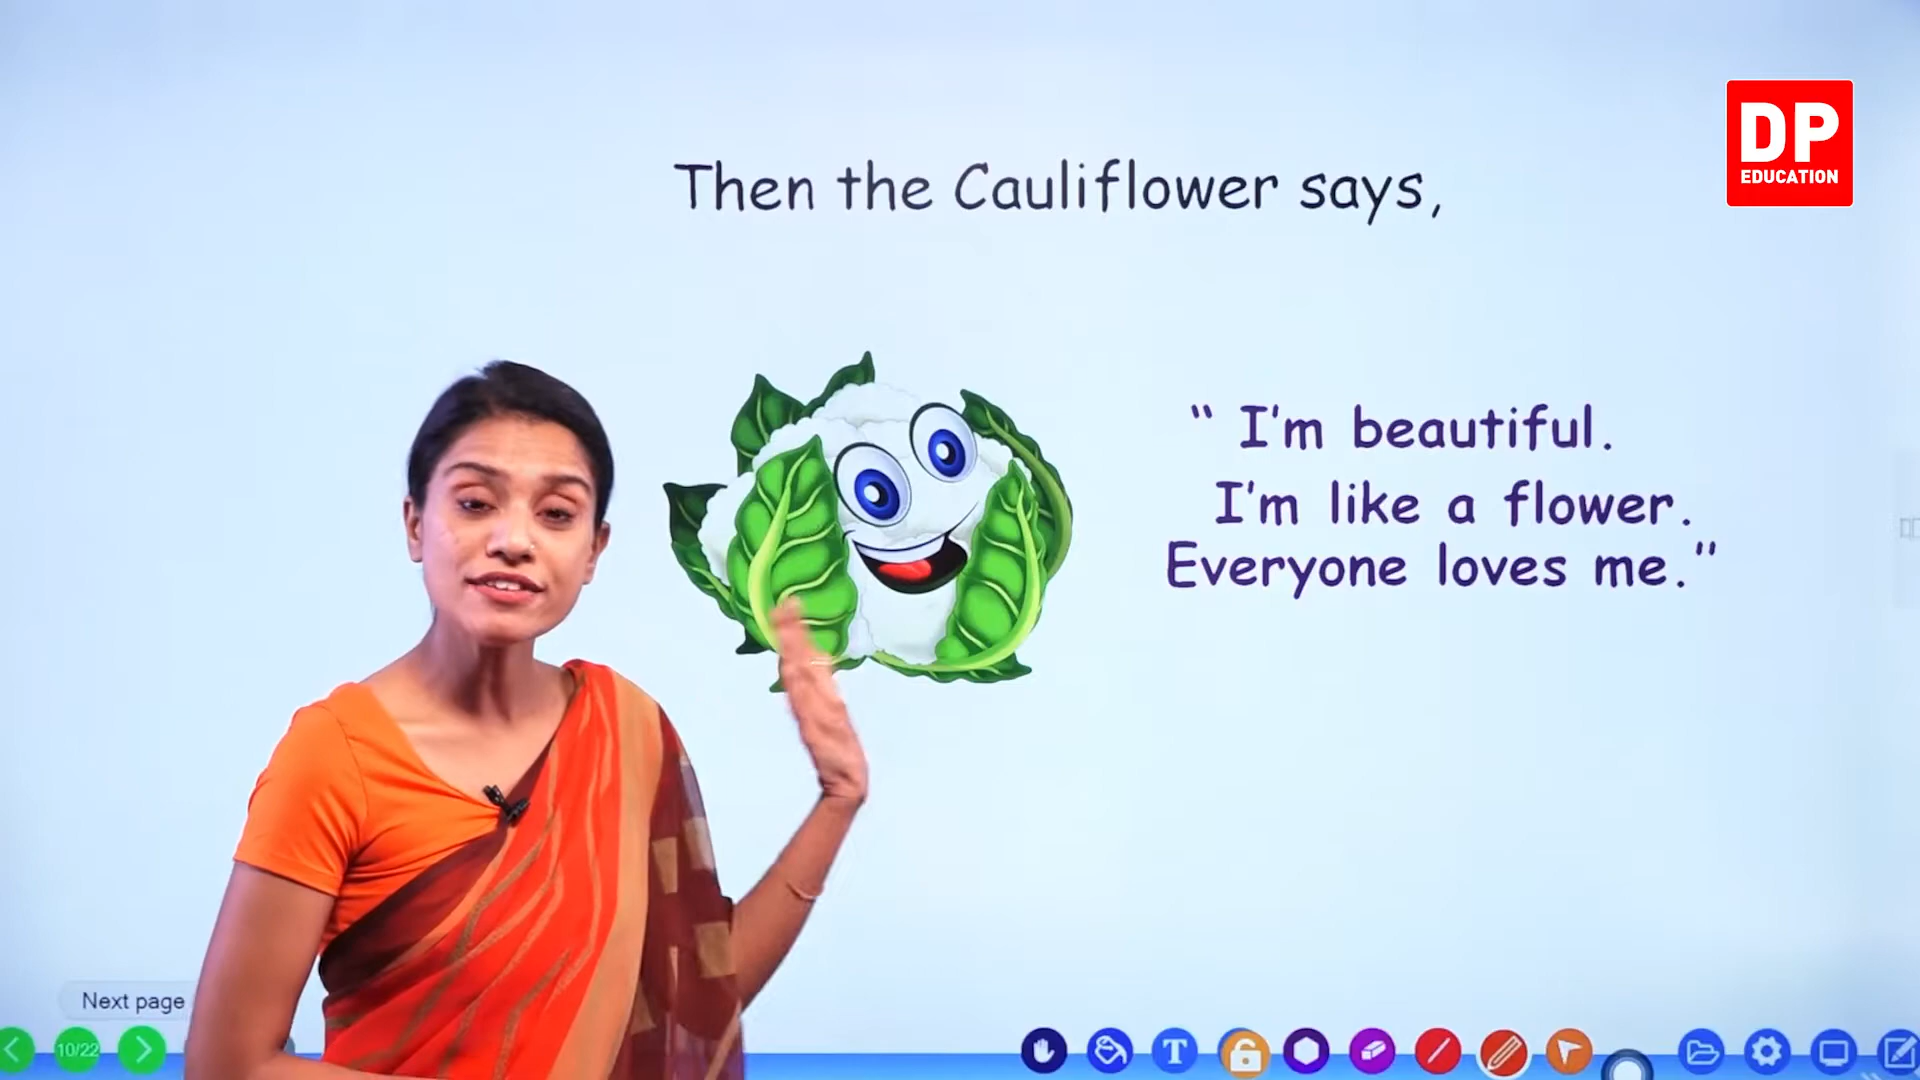 DP
EDUCATION
Then the Cauliflower says,
" I'm beautiful.
I'm like a flower.
Everyone loves me."
Next page
10/22
T